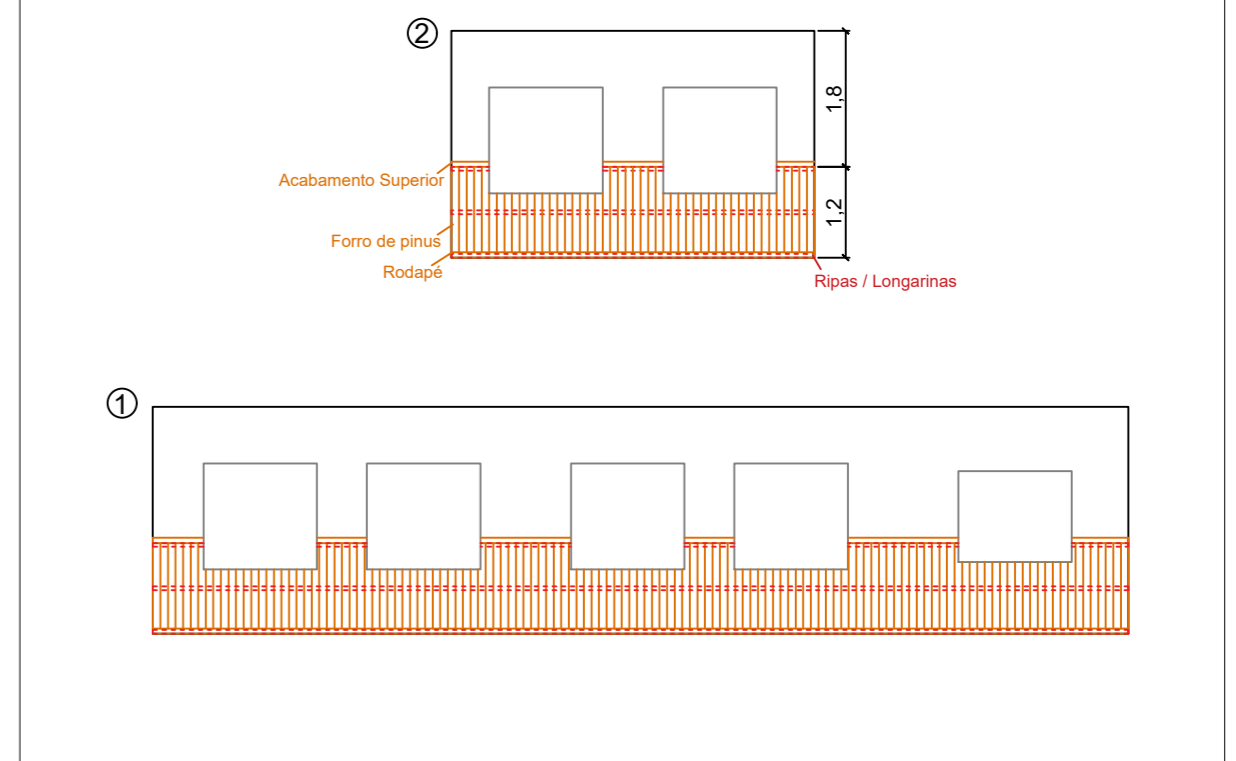 2
1,8
Acabamento Superior
1,2
Forro de pinus
Rodapé
Ripas / Longarinas
1